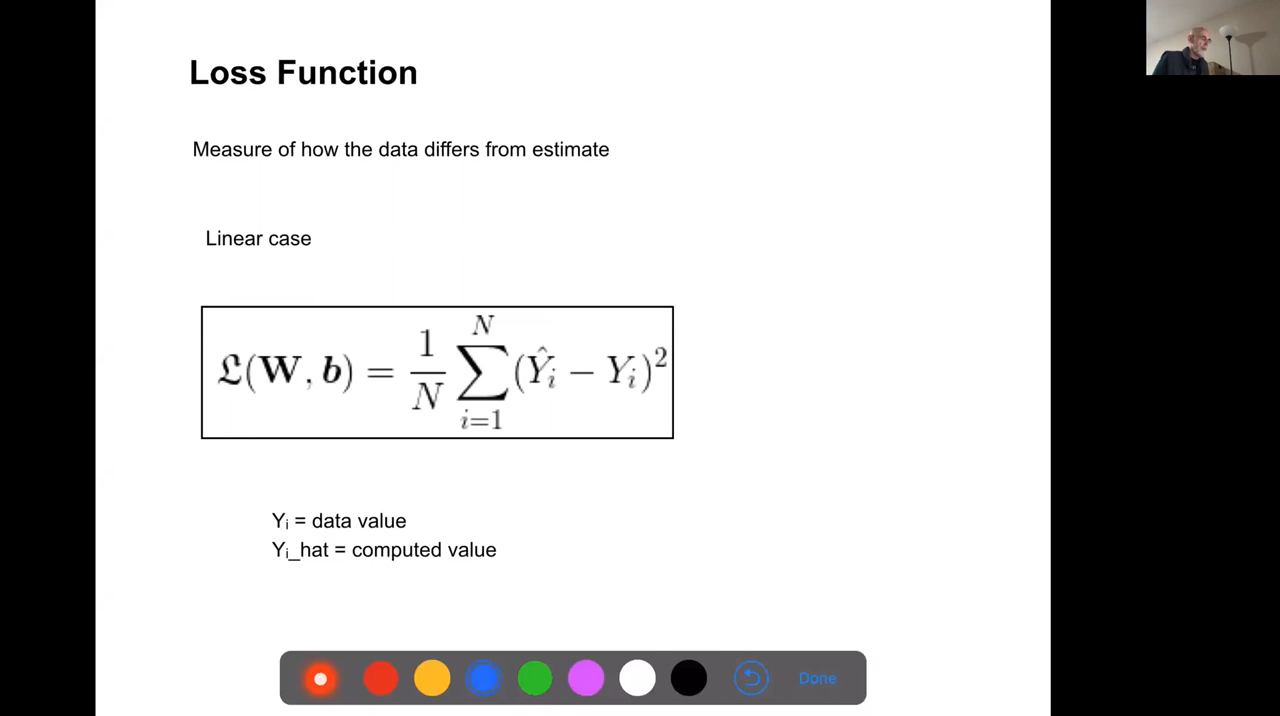 Loss Function
Measure of how the data differs from estimate
Linear case
𝔏(𝐖, 𝒃) = 1/N ∑_{i=1}^{N} (Ŷ_i − Y_i)²
Yᵢ = data value
Yᵢ_hat = computed value
Done